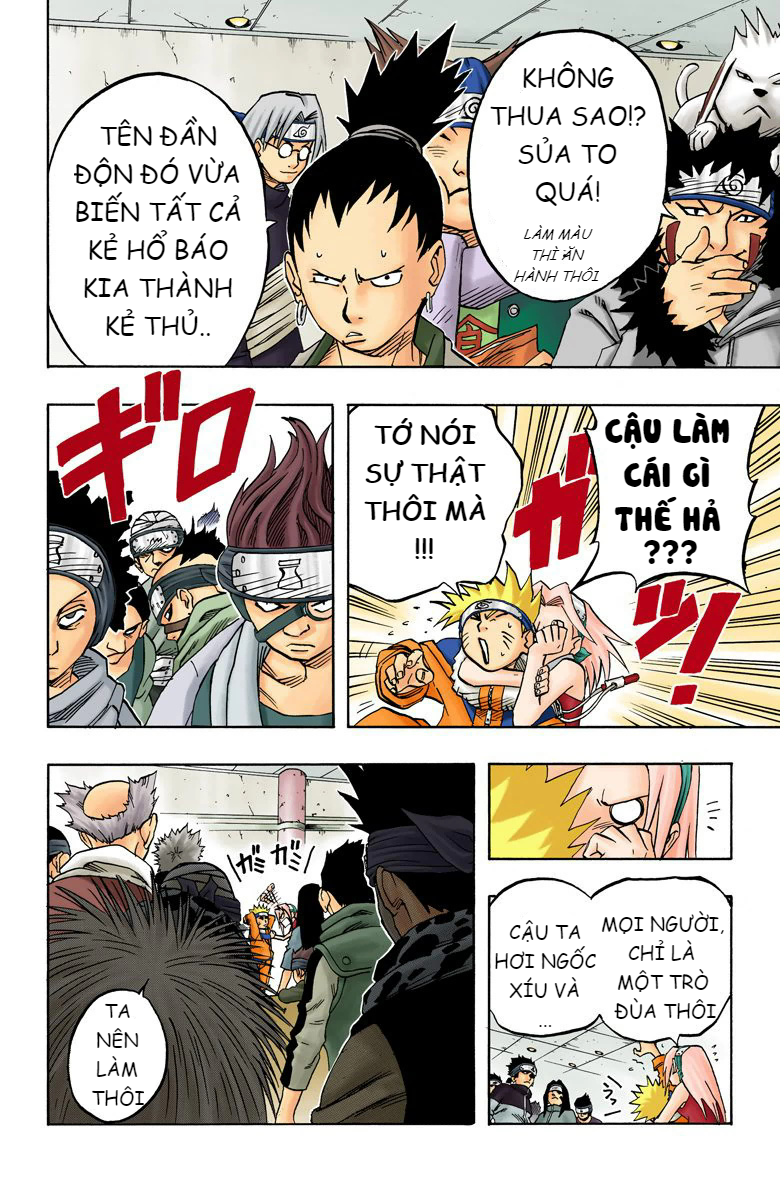 KHÔNG
THUA SAO!?
SỦA TO
QUÁ!
LÀM MÀU
THÌ ĂN
HÀNH THÔI
TÊN ĐẦN
ĐỘN ĐÓ VỪA
BIẾN TẤT CẢ
KẺ HỔ BÁO
KIA THÀNH
KẺ THỦ..
CẬU LÀM
CÁI GÌ
THẾ HẢ
???
ガッ!
TỚ NÓI
SỰ THẬT
THÔI MÀ
!!!
ギロ
MỌI NGƯỜI,
CHỈ LÀ
MỘT TRÒ
ĐÙA THÔI
CẬU TA
HƠI NGỐC
XÍU VÀ
...
ガミガミ
TA
NÊN
LÀM
THÔI